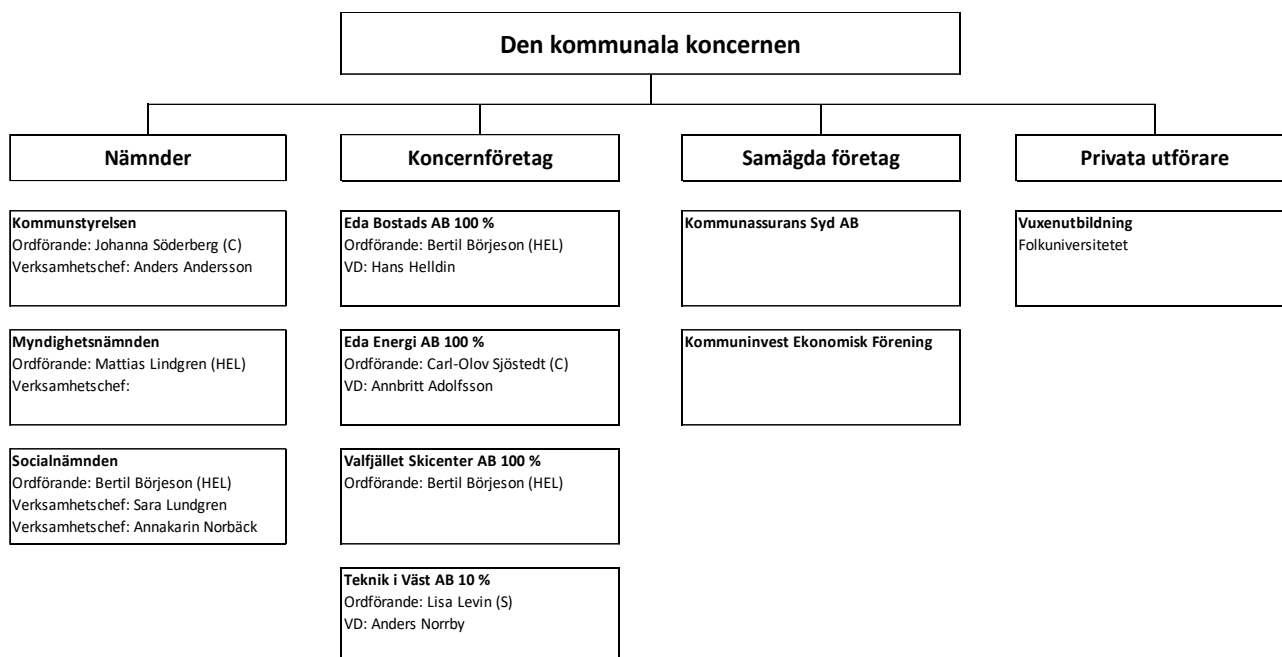 Den kommunala koncernen
Nämnder
Kommunstyrelsen
Ordförande: Johanna Söderberg (C)
Verksamhetschef: Anders Andersson
Myndighetsnämnden
Ordförande: Mattias Lindgren (HEL)
Verksamhetschef:
Socialnämnden
Ordförande: Bertil Börjeson (HEL)
Verksamhetschef: Sara Lundgren
Verksamhetschef: Annakarin Norbäck
Koncernföretag
Eda Bostads AB 100 %
Ordförande: Bertil Börjeson (HEL)
VD: Hans Helldin
Eda Energi AB 100 %
Ordförande: Carl-Olov Sjöstedt (C)
VD: Annbritt Adolfsson
Valfjället Skicenter AB 100 %
Ordförande: Bertil Börjeson (HEL)
Teknik i Väst AB 10 %
Ordförande: Lisa Levin (S)
VD: Anders Norrby
Samägda företag
Kommunassurans Syd AB
Kommuninvest Ekonomisk Förening
Privata utförare
Vuxenutbildning
Folkuniversitetet